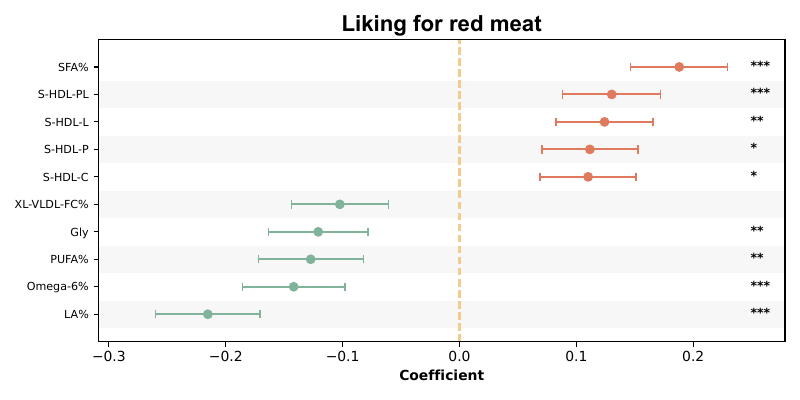 Liking for red meat
SFA% ***
S-HDL-PL ***
S-HDL-L **
S-HDL-P *
S-HDL-C *
XL-VLDL-FC%
Gly **
PUFA% **
Omega-6% ***
LA% ***
−0.3 −0.2 −0.1 0.0 0.1 0.2
Coefficient